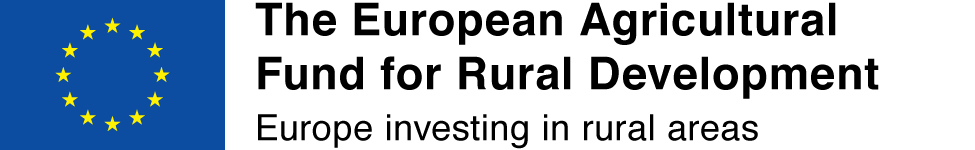 The European Agricultural
Fund for Rural Development
Europe investing in rural areas